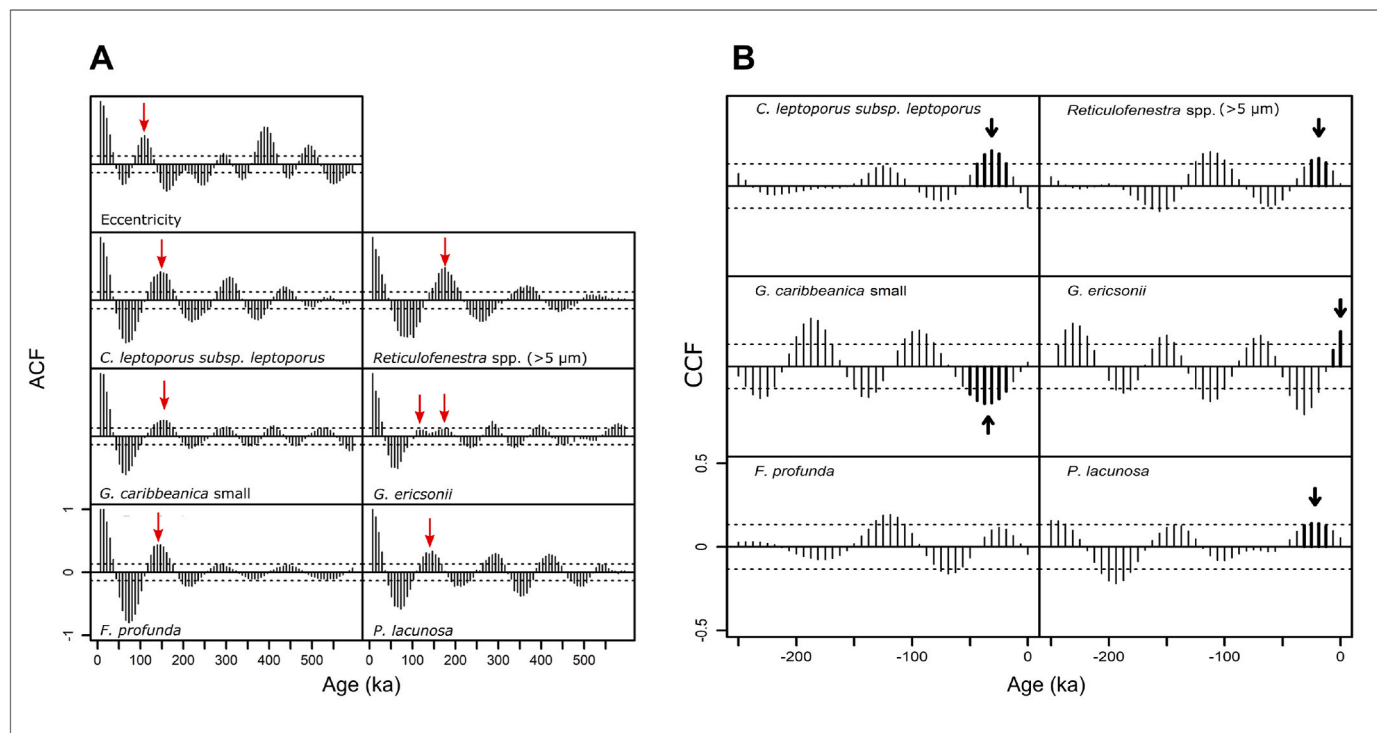 A
B
Eccentricity
C. leptoporus subsp. leptoporus
Reticulofenestra spp. (>5 µm)
G. caribbeanica small
G. ericsonii
F. profunda
P. lacunosa
ACF
1
0
-1
0 100 200 300 400 500
0 100 200 300 400 500
Age (ka)
C. leptoporus subsp. leptoporus
Reticulofenestra spp. (>5 µm)
G. caribbeanica small
G. ericsonii
F. profunda
P. lacunosa
CCF
0.5
0
-0.5
-200 -100 0
-200 -100 0
Age (ka)